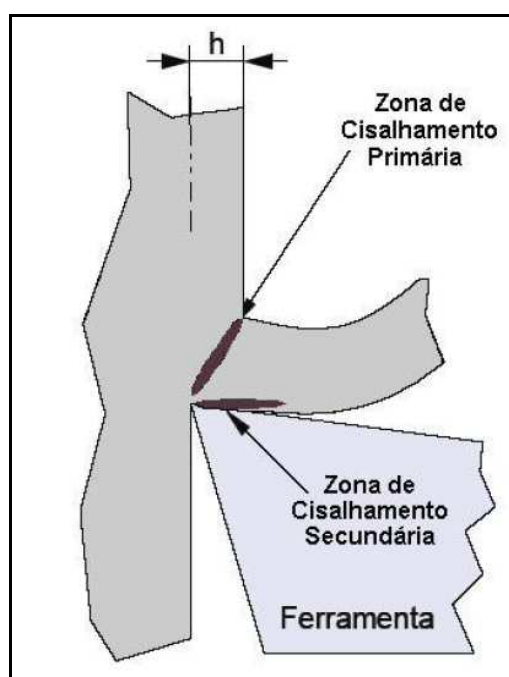 h
Zona de
Cisalhamento
Primária
Zona de
Cisalhamento
Secundária
Ferramenta